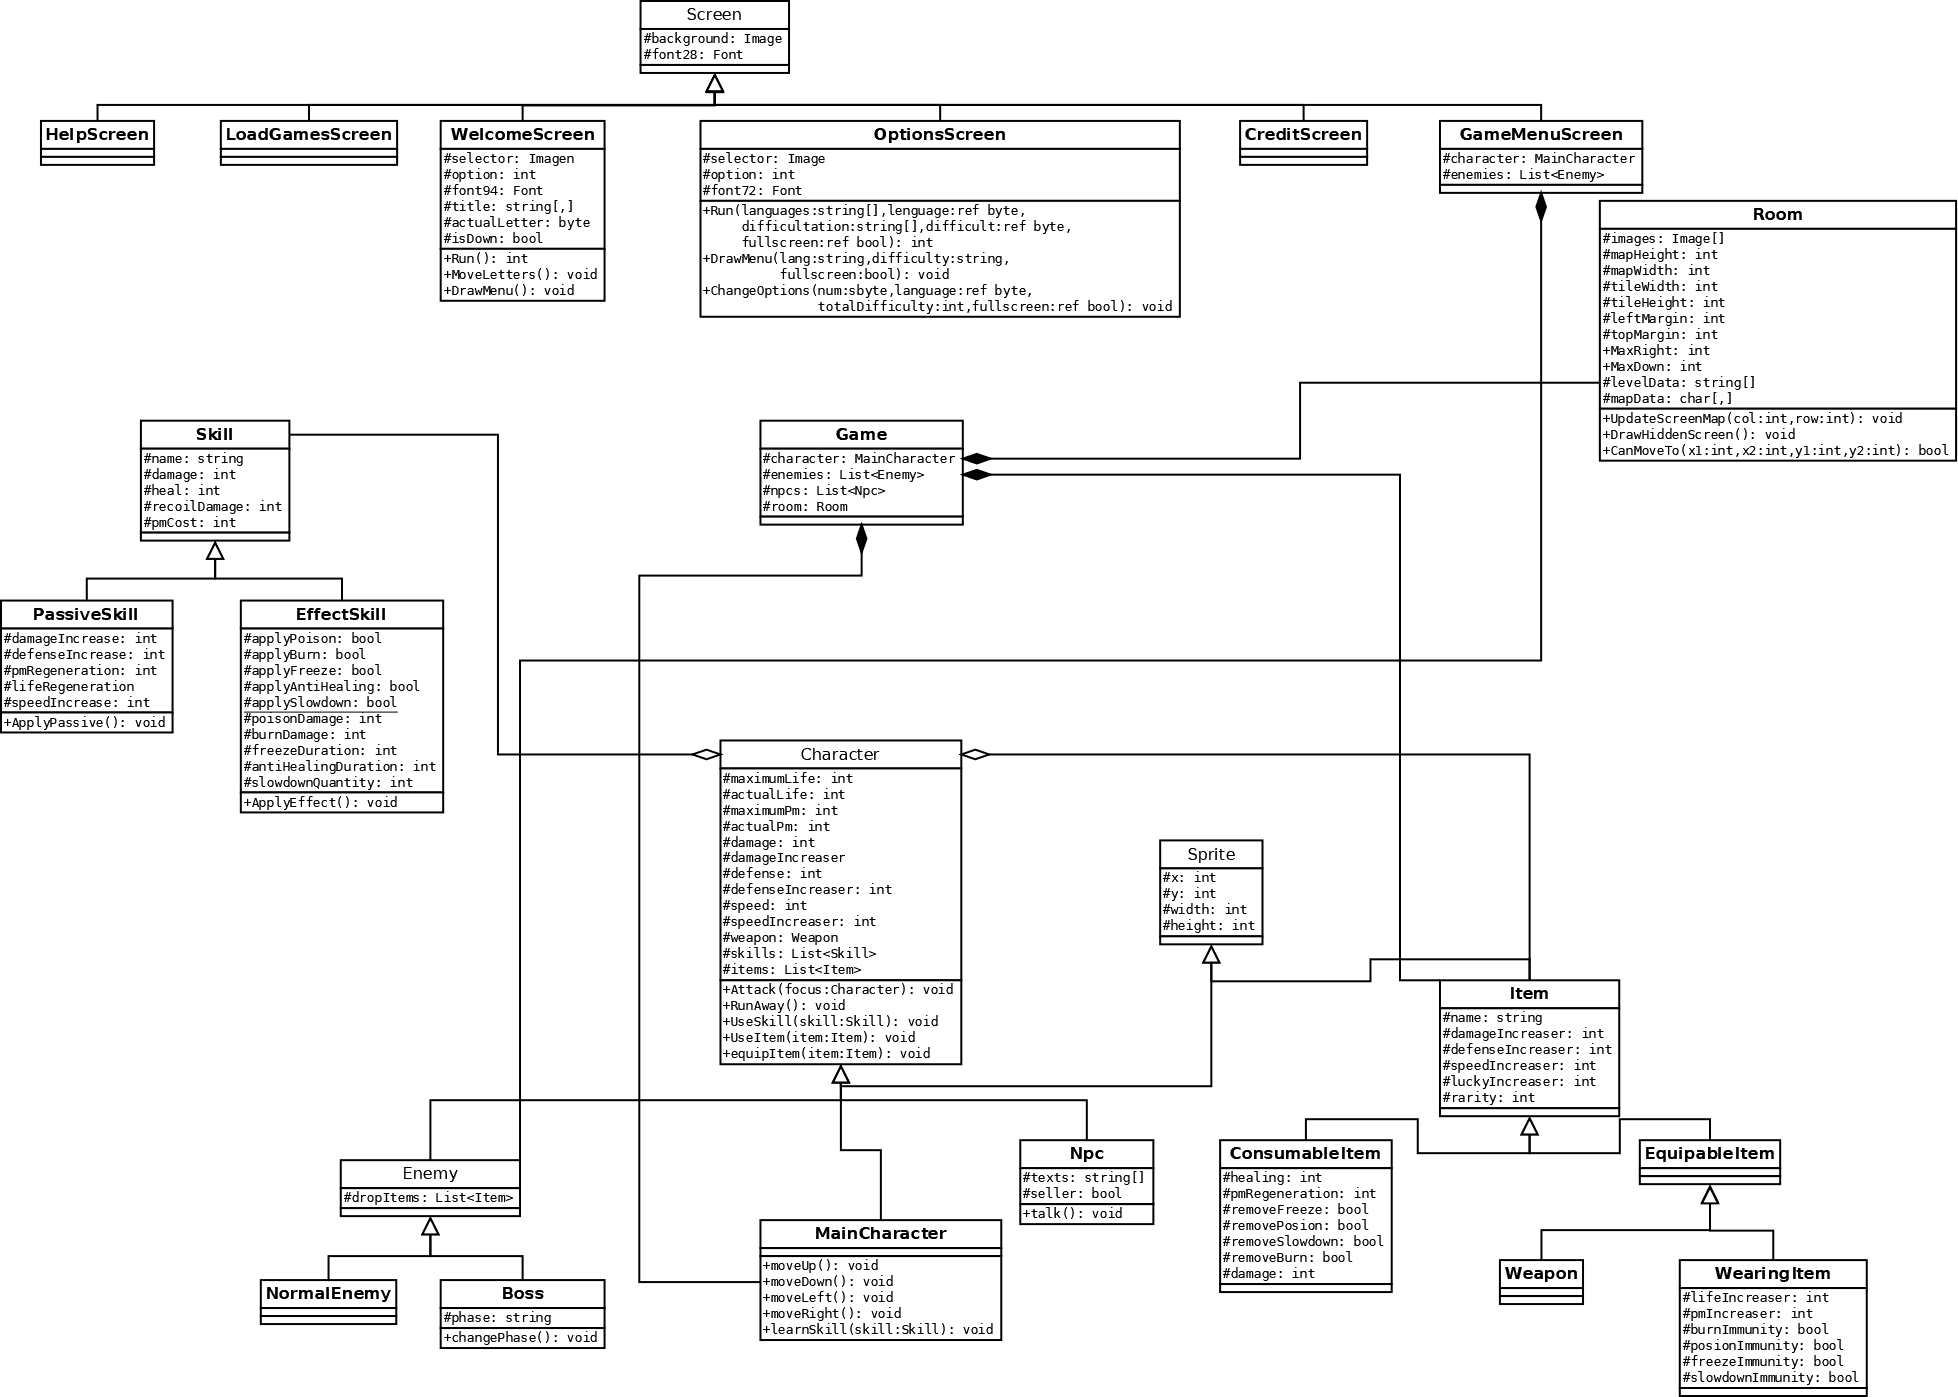 Screen
#background: Image
#font28: Font
HelpScreen
LoadGamesScreen
WelcomeScreen
#selector: Imagen
#option: int
#font94: Font
#title: string[,]
#actualLetter: byte
#isDown: bool
+Run(): int
+MoveLetters(): void
+DrawMenu(): void
OptionsScreen
#selector: Image
#option: int
#font72: Font
+Run(languages:string[],lenguage:ref byte,
difficultation:string[],difficult:ref byte,
fullscreen:ref bool): int
+DrawMenu(lang:string,difficulty:string,
fullscreen:bool): void
+ChangeOptions(num:sbyte,language:ref byte,
totalDifficulty:int,fullscreen:ref bool): void
CreditScreen
GameMenuScreen
#character: MainCharacter
#enemies: List<Enemy>
Room
#images: Image[]
#mapHeight: int
#mapWidth: int
#tileWidth: int
#tileHeight: int
#leftMargin: int
#topMargin: int
+MaxRight: int
+MaxDown: int
#levelData: string[]
#mapData: char[,]
+UpdateScreenMap(col:int,row:int): void
+DrawHiddenScreen(): void
+CanMoveTo(x1:int,x2:int,y1:int,y2:int): bool
Skill
#name: string
#damage: int
#heal: int
#recoilDamage: int
#pmCost: int
Game
#character: MainCharacter
#enemies: List<Enemy>
#npcs: List<Npc>
#room: Room
PassiveSkill
#damageIncrease: int
#defenseIncrease: int
#pmRegeneration: int
#lifeRegeneration
#speedIncrease: int
+ApplyPassive(): void
EffectSkill
#applyPoison: bool
#applyBurn: bool
#applyFreeze: bool
#applyAntiHealing: bool
#applySlowdown: bool
#poisonDamage: int
#burnDamage: int
#freezeDuration: int
#antiHealingDuration: int
#slowdownQuantity: int
+ApplyEffect(): void
Character
#maximumLife: int
#actualLife: int
#maximumPm: int
#actualPm: int
#damage: int
#damageIncreaser
#defense: int
#defenseIncreaser: int
#speed: int
#speedIncreaser: int
#weapon: Weapon
#skills: List<Skill>
#items: List<Item>
+Attack(focus:Character): void
+RunAway(): void
+UseSkill(skill:Skill): void
+UseItem(item:Item): void
+equipItem(item:Item): void
Sprite
#x: int
#y: int
#width: int
#height: int
Item
#name: string
#damageIncreaser: int
#defenseIncreaser: int
#speedIncreaser: int
#luckyIncreaser: int
#rarity: int
Enemy
#dropItems: List<Item>
NormalEnemy
Boss
#phase: string
+changePhase(): void
MainCharacter
+moveUp(): void
+moveDown(): void
+moveLeft(): void
+moveRight(): void
+learnSkill(skill:Skill): void
Npc
#texts: string[]
#seller: bool
+talk(): void
ConsumableItem
#healing: int
#pmRegeneration: int
#removeFreeze: bool
#removePosion: bool
#removeSlowdown: bool
#removeBurn: bool
#damage: int
EquipableItem
Weapon
WearingItem
#lifeIncreaser: int
#pmIncreaser: int
#burnImmunity: bool
#posionImmunity: bool
#freezeImmunity: bool
#slowdownImmunity: bool